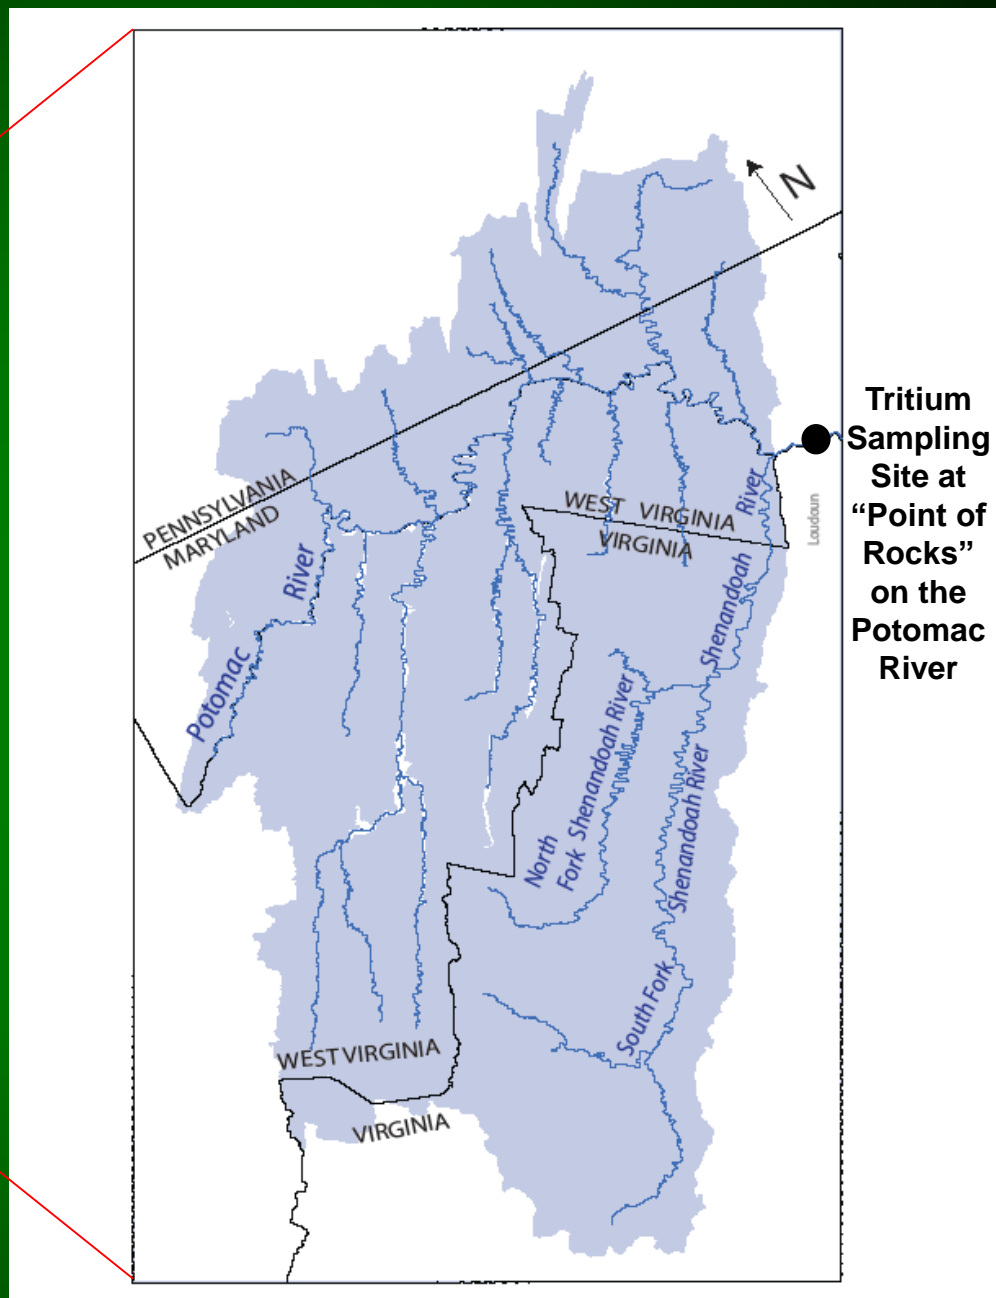 N
PENNSYLVANIA
MARYLAND
WEST VIRGINIA
VIRGINIA
River
Potomac
River
Shenandoah
North
Fork Shenandoah River
Shenandoah River
South Fork
WEST VIRGINIA
VIRGINIA
Loudoun
Tritium
Sampling
Site at
“Point of
Rocks”
on the
Potomac
River